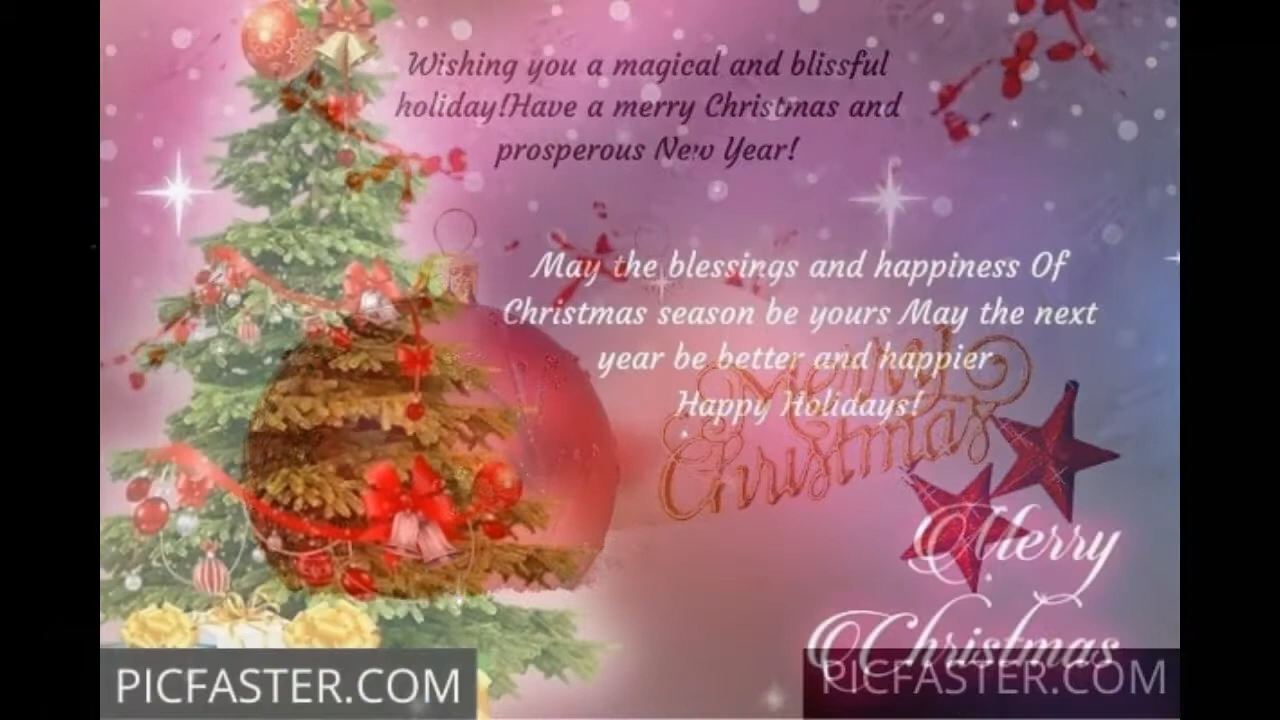 Wishing you a magical and blissful
holiday!Have a merry Christmas and
prosperous New Year!
May the blessings and happiness Of
Christmas season be yours May the next
year be better and happier
Happy Holidays!
Merry
Christmas
Merry
Christmas
PICFASTER.COM
PICFASTER.COM